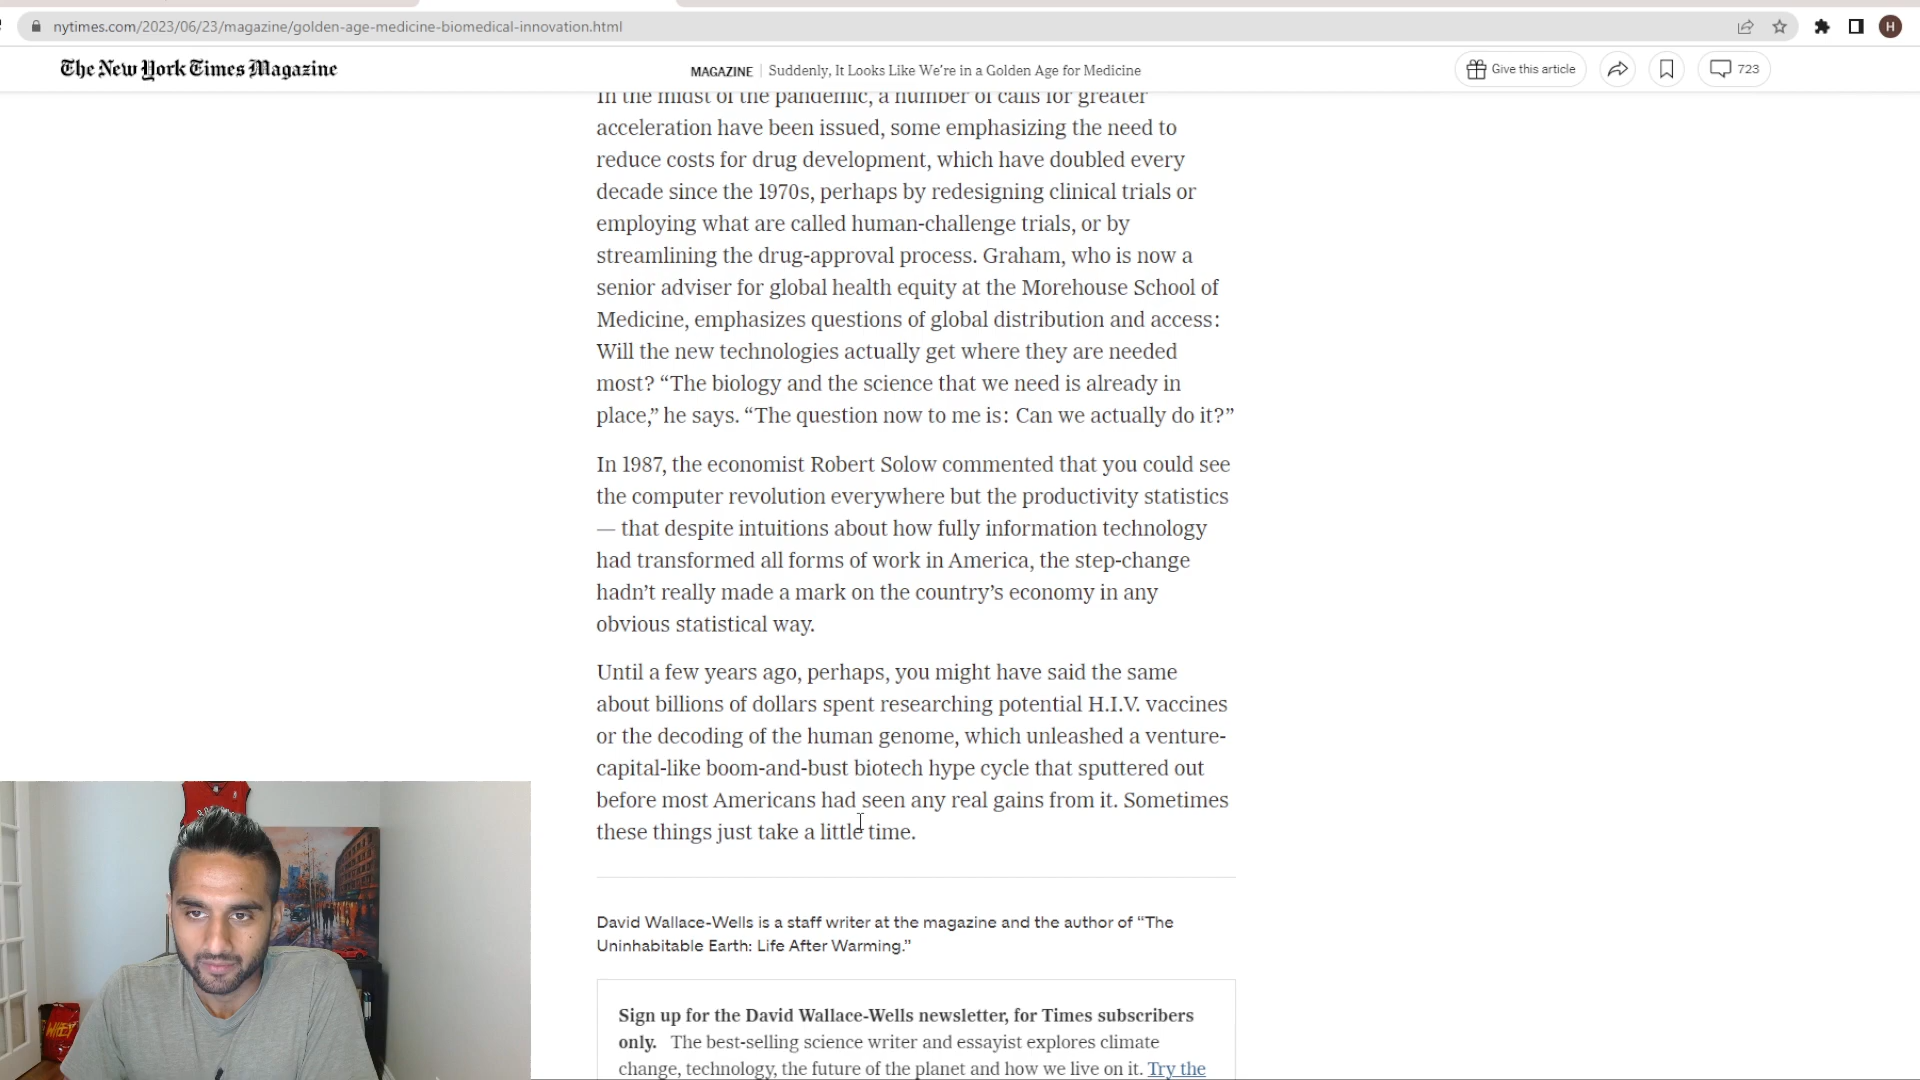 nytimes.com/2023/06/23/magazine/golden-age-medicine-biomedical-innovation.html
H
The New York Times Magazine
MAGAZINE | Suddenly, It Looks Like We’re in a Golden Age for Medicine
Give this article
723
In the midst of the pandemic, a number of calls for greater
acceleration have been issued, some emphasizing the need to
reduce costs for drug development, which have doubled every
decade since the 1970s, perhaps by redesigning clinical trials or
employing what are called human-challenge trials, or by
streamlining the drug-approval process. Graham, who is now a
senior adviser for global health equity at the Morehouse School of
Medicine, emphasizes questions of global distribution and access:
Will the new technologies actually get where they are needed
most? “The biology and the science that we need is already in
place,” he says. “The question now to me is: Can we actually do it?”
In 1987, the economist Robert Solow commented that you could see
the computer revolution everywhere but the productivity statistics
— that despite intuitions about how fully information technology
had transformed all forms of work in America, the step-change
hadn’t really made a mark on the country’s economy in any
obvious statistical way.
Until a few years ago, perhaps, you might have said the same
about billions of dollars spent researching potential H.I.V. vaccines
or the decoding of the human genome, which unleashed a venture-
capital-like boom-and-bust biotech hype cycle that sputtered out
before most Americans had seen any real gains from it. Sometimes
these things just take a little time.
David Wallace-Wells is a staff writer at the magazine and the author of “The
Uninhabitable Earth: Life After Warming.”
Sign up for the David Wallace-Wells newsletter, for Times subscribers
only. The best-selling science writer and essayist explores climate
change, technology, the future of the planet and how we live on it. Try the
WHEY